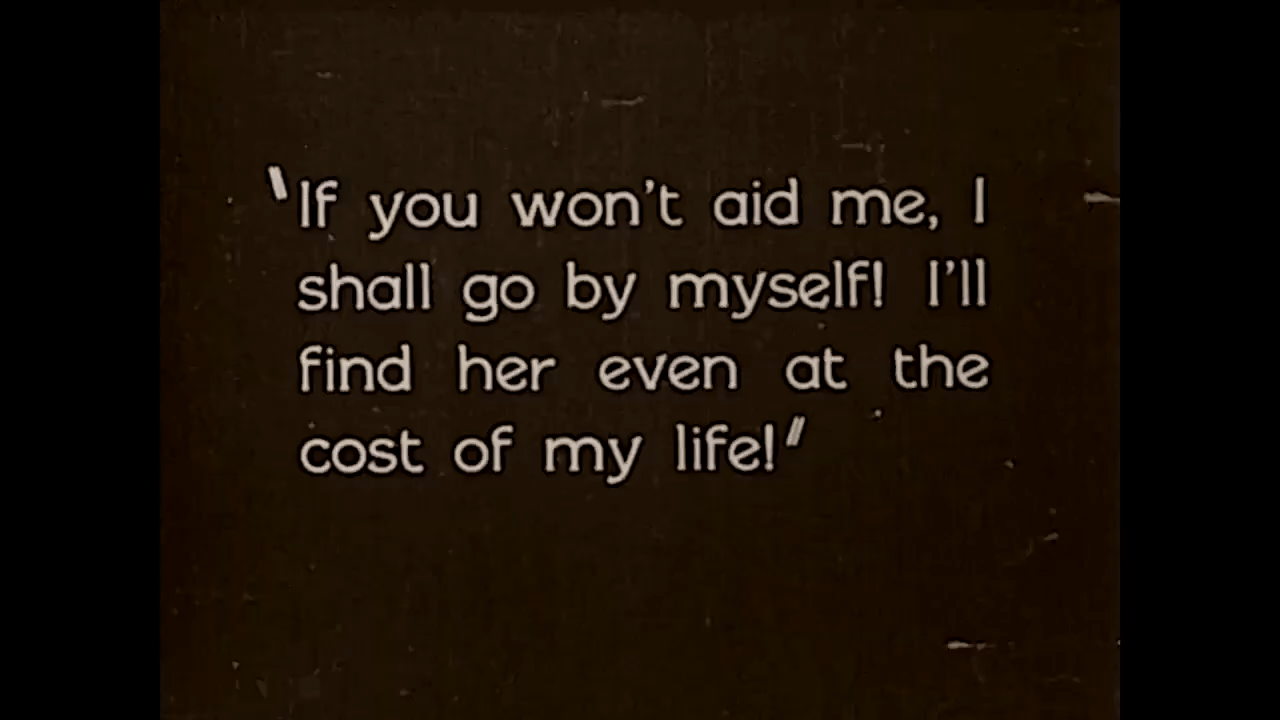 "If you won't aid me, I
shall go by myself! I'll
find her even at the
cost of my life!"